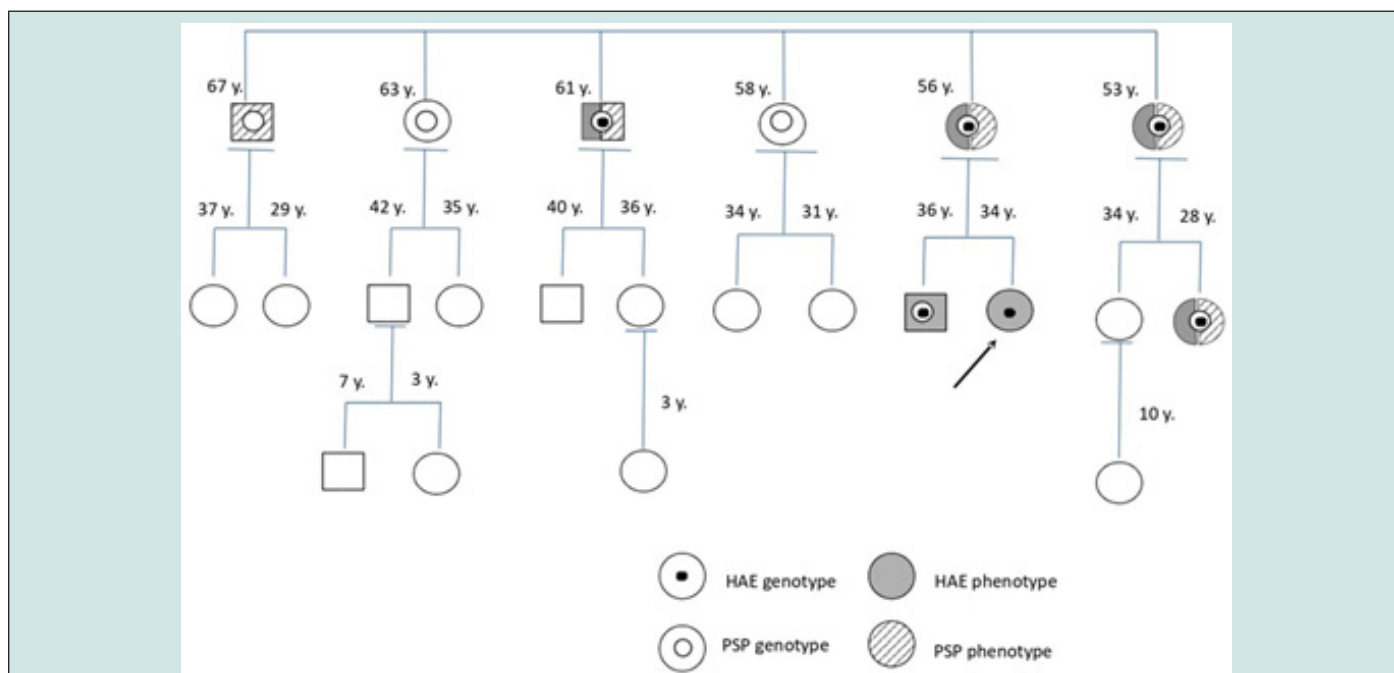 67 y. 63 y. 61 y. 58 y. 56 y. 53 y.
37 y. 29 y. 42 y. 35 y. 40 y. 36 y. 34 y. 31 y. 36 y. 34 y. 34 y. 28 y.
7 y. 3 y. 3 y. 10 y.
HAE genotype HAE phenotype
PSP genotype PSP phenotype